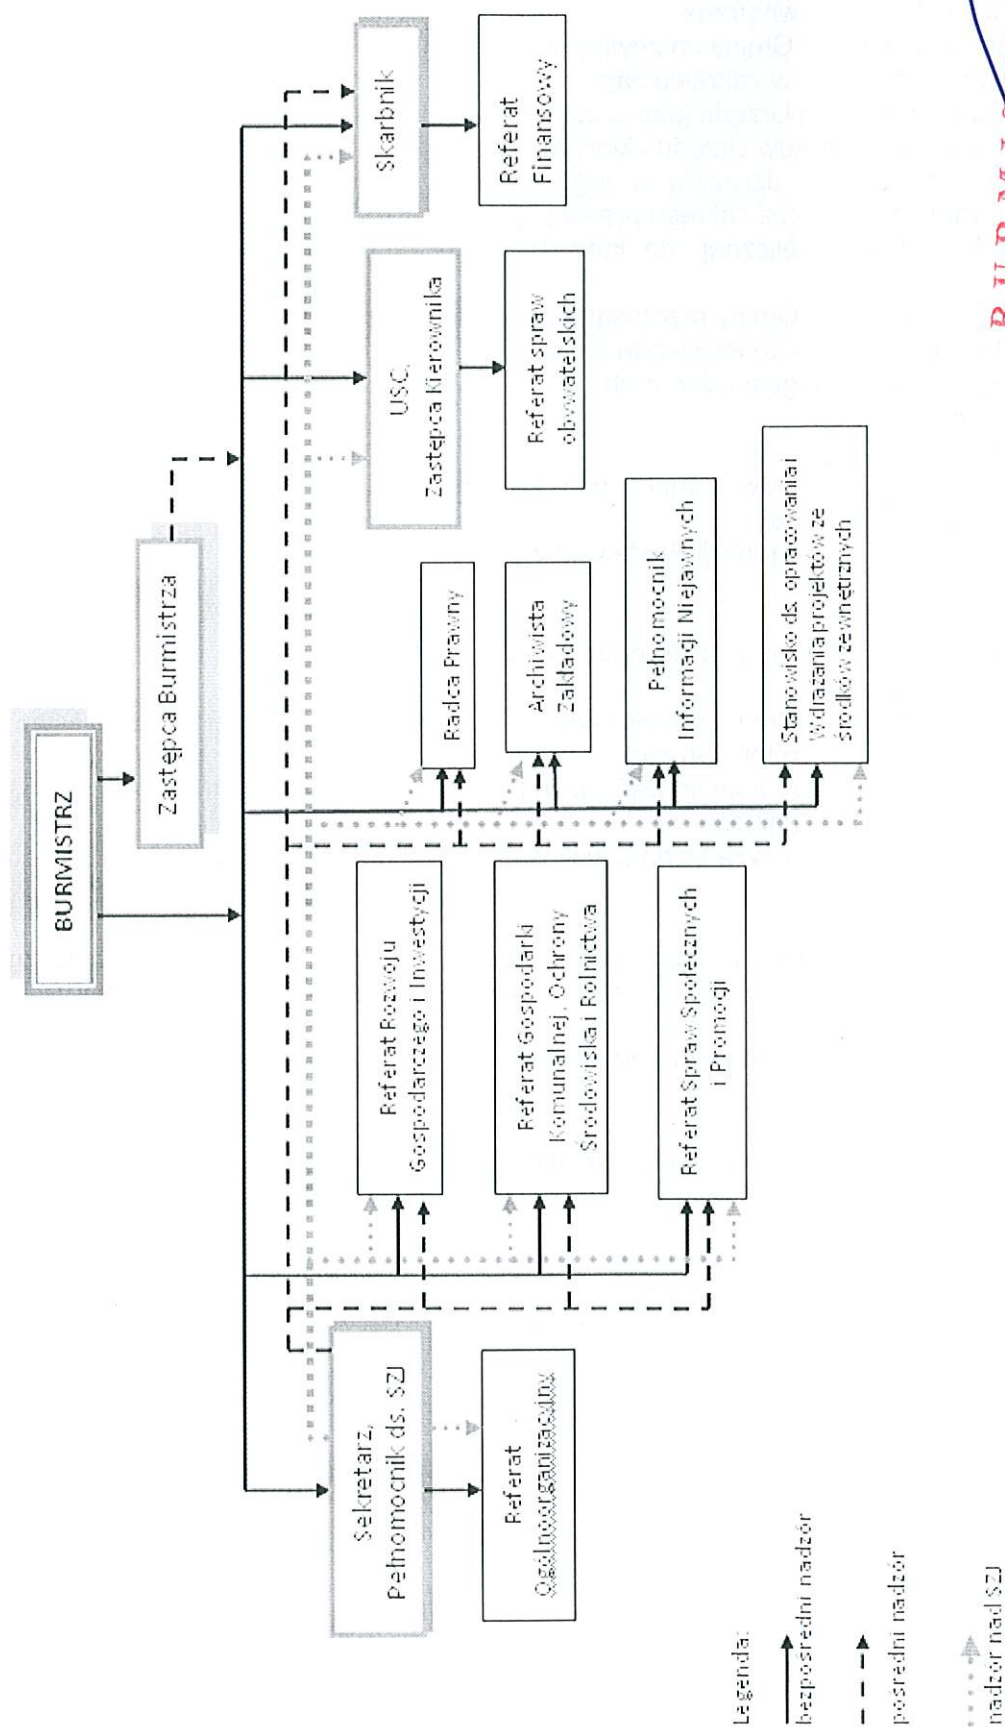 BURMISTRZ
Zastępca Burmistrza
Sekretarz,
Pełnomocnik ds. SZJ
Referat
Ogólnoorganizacyjny
Referat Rozwoju
Gospodarczego i Inwestycji
Referat Gospodarki
Komunalnej, Ochrony
Środowiska i Rolnictwa
Referat Spraw Społecznych
i Promocji
Radca Prawny
Archiwista
Zakładowy
Pełnomocnik
Informacji Niejawnych
Stanowisko ds. opracowania i
Wdrażania projektów ze
środków zewnętrznych
USC,
Zastępca Kierownika
Referat spraw
obywatelskich
Skarbnik
Referat
Finansowy
Legenda:
bezpośredni nadzór
pośredni nadzór
nadzór nad SZJ